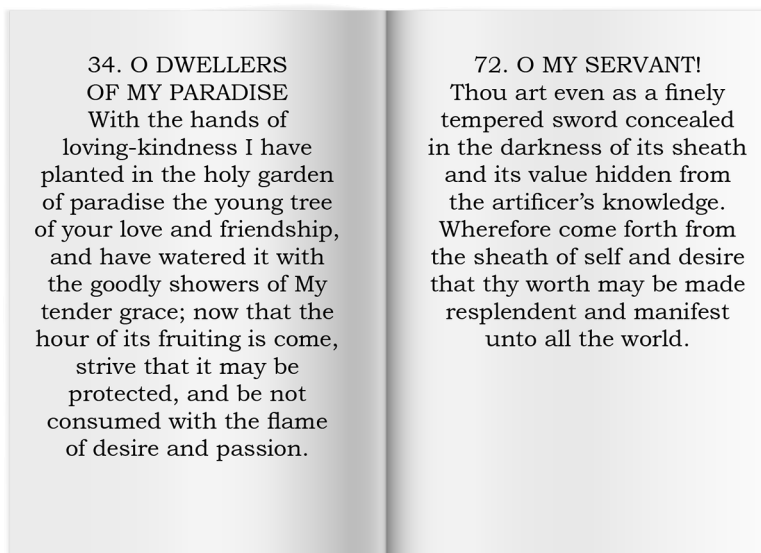 34. O DWELLERS
OF MY PARADISE
With the hands of
loving-kindness I have
planted in the holy garden
of paradise the young tree
of your love and friendship,
and have watered it with
the goodly showers of My
tender grace; now that the
hour of its fruiting is come,
strive that it may be
protected, and be not
consumed with the flame
of desire and passion.
72. O MY SERVANT!
Thou art even as a finely
tempered sword concealed
in the darkness of its sheath
and its value hidden from
the artificer’s knowledge.
Wherefore come forth from
the sheath of self and desire
that thy worth may be made
resplendent and manifest
unto all the world.